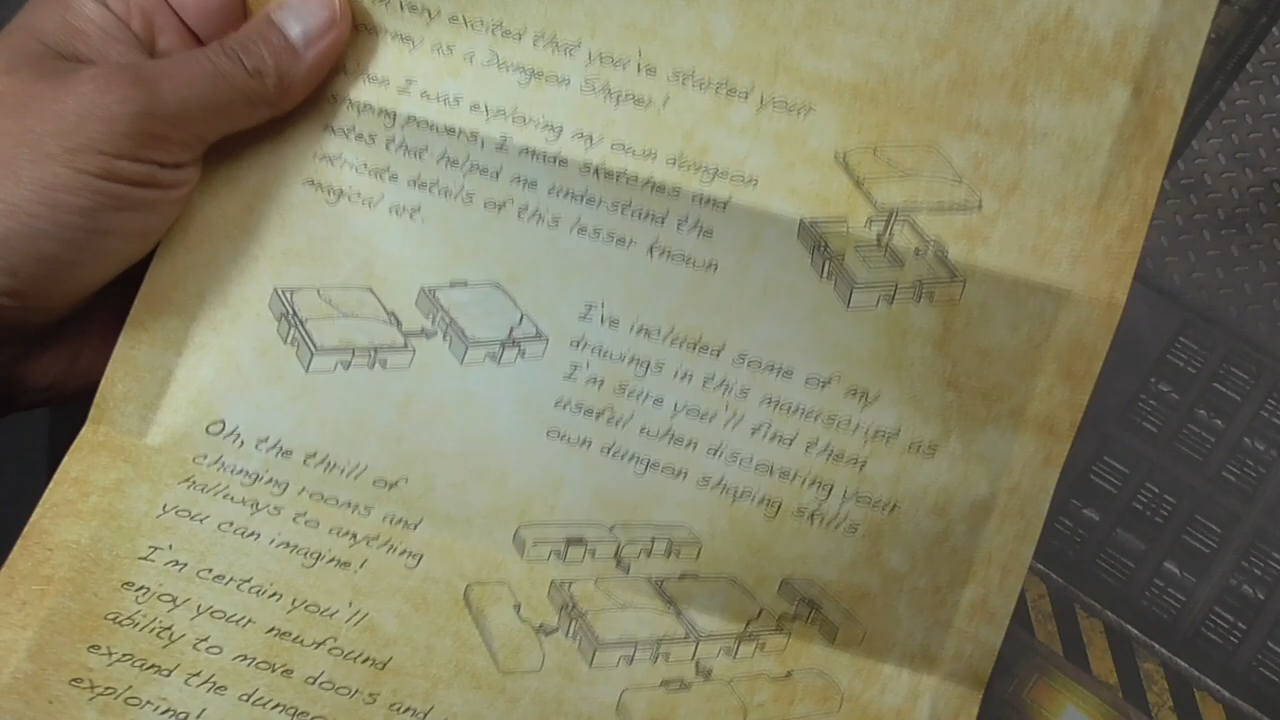 very excited that you've started your
journey as a Dungeon Shaper!
When I was exploring my own dungeon
shaping powers, I made sketches and
notes that helped me understand the
intricate details of this lesser known
magical art.
I've included some of my
drawings in this manuscript as
I'm sure you'll find them
useful when discovering your
own dungeon shaping skills.
Oh, the thrill of
changing rooms and
hallways to anything
you can imagine!
I'm certain you'll
enjoy your newfound
ability to move doors and
expand the
exploring!